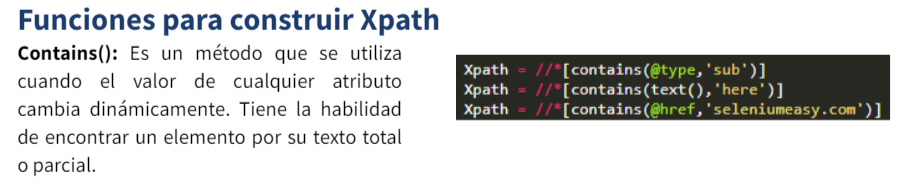 Funciones para construir Xpath
Contains(): Es un método que se utiliza
cuando el valor de cualquier atributo
cambia dinámicamente. Tiene la habilidad
de encontrar un elemento por su texto total
o parcial.
Xpath = //*[contains(@type,'sub')]
Xpath = //*[contains(text(),'here')]
Xpath = //*[contains(@href,'seleniumeasy.com')]